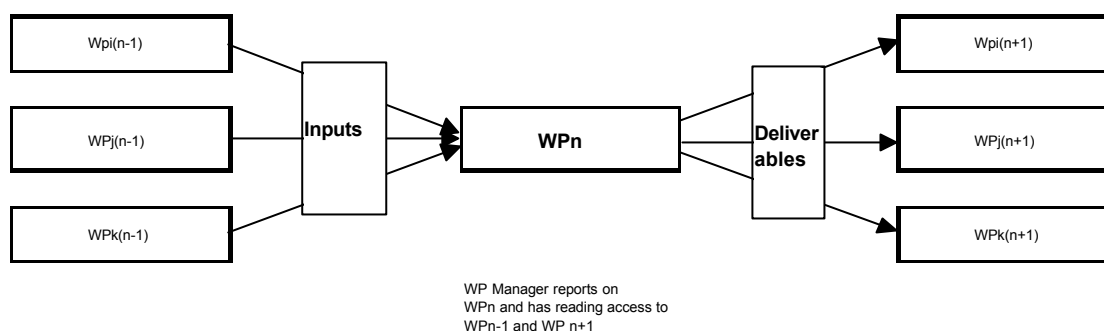 Wpi(n-1)
Wpi(n+1)
Inputs
WPj(n-1)
WPn
Deliver
ables
WPj(n+1)
WPk(n-1)
WPk(n+1)
WP Manager reports on
WPn and has reading access to
WPn-1 and WP n+1